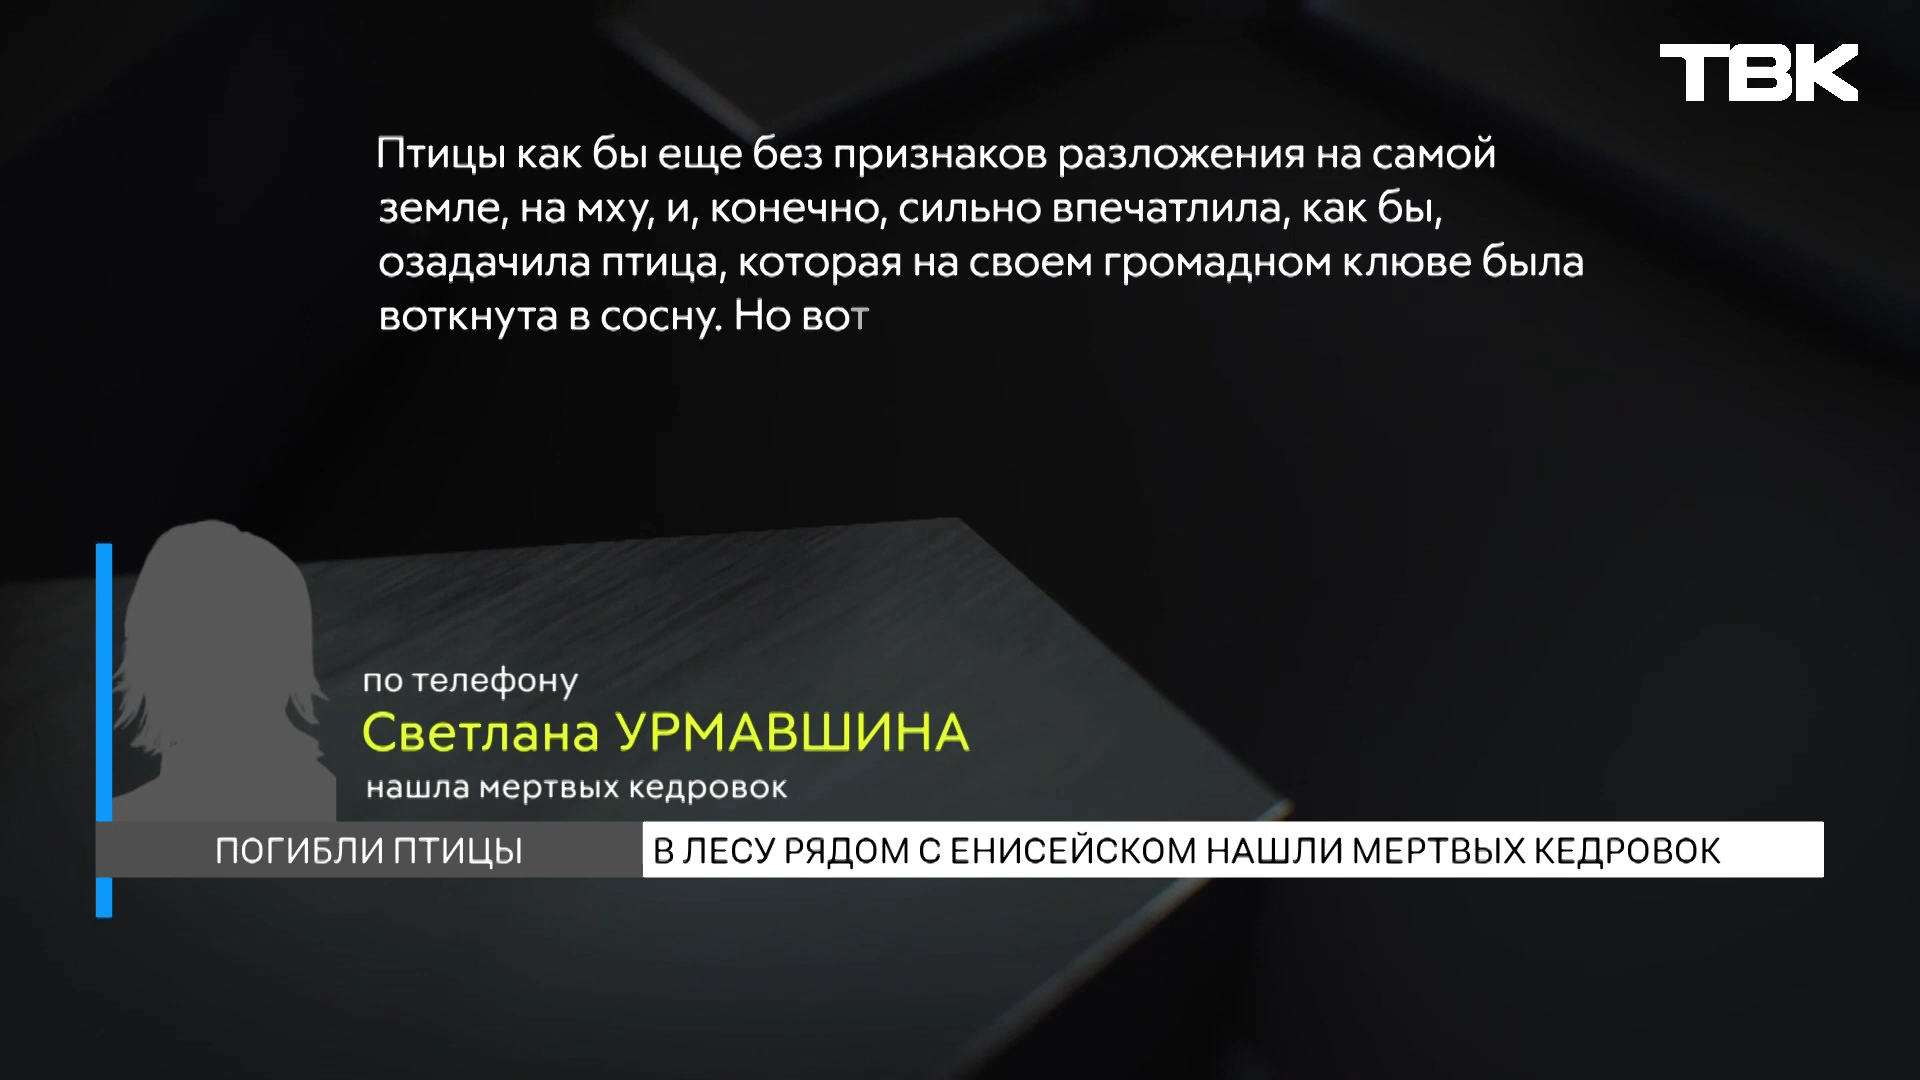 ТВК
Птицы как бы еще без признаков разложения на самой
земле, на мху, и, конечно, сильно впечатлила, как бы,
озадачила птица, которая на своем громадном клюве была
воткнута в сосну. Но вот
по телефону
Светлана УРМАВШИНА
нашла мертвых кедровок
ПОГИБЛИ ПТИЦЫ
В ЛЕСУ РЯДОМ С ЕНИСЕЙСКОМ НАШЛИ МЕРТВЫХ КЕДРОВОК